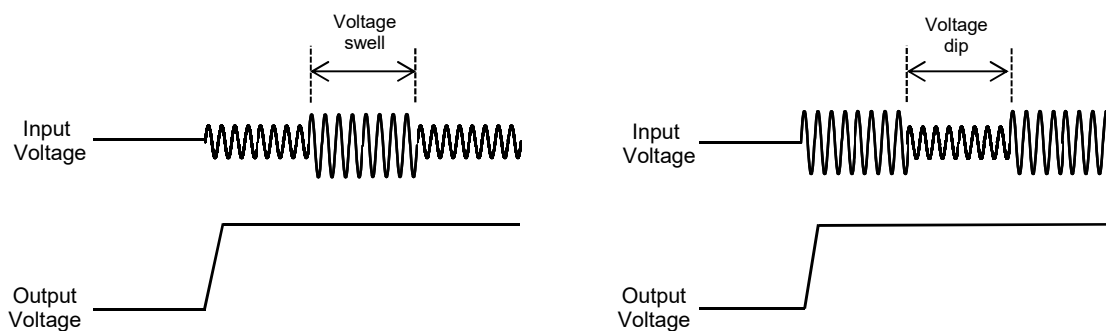 Voltage
swell
Input
Voltage
Output
Voltage
Voltage
dip
Input
Voltage
Output
Voltage